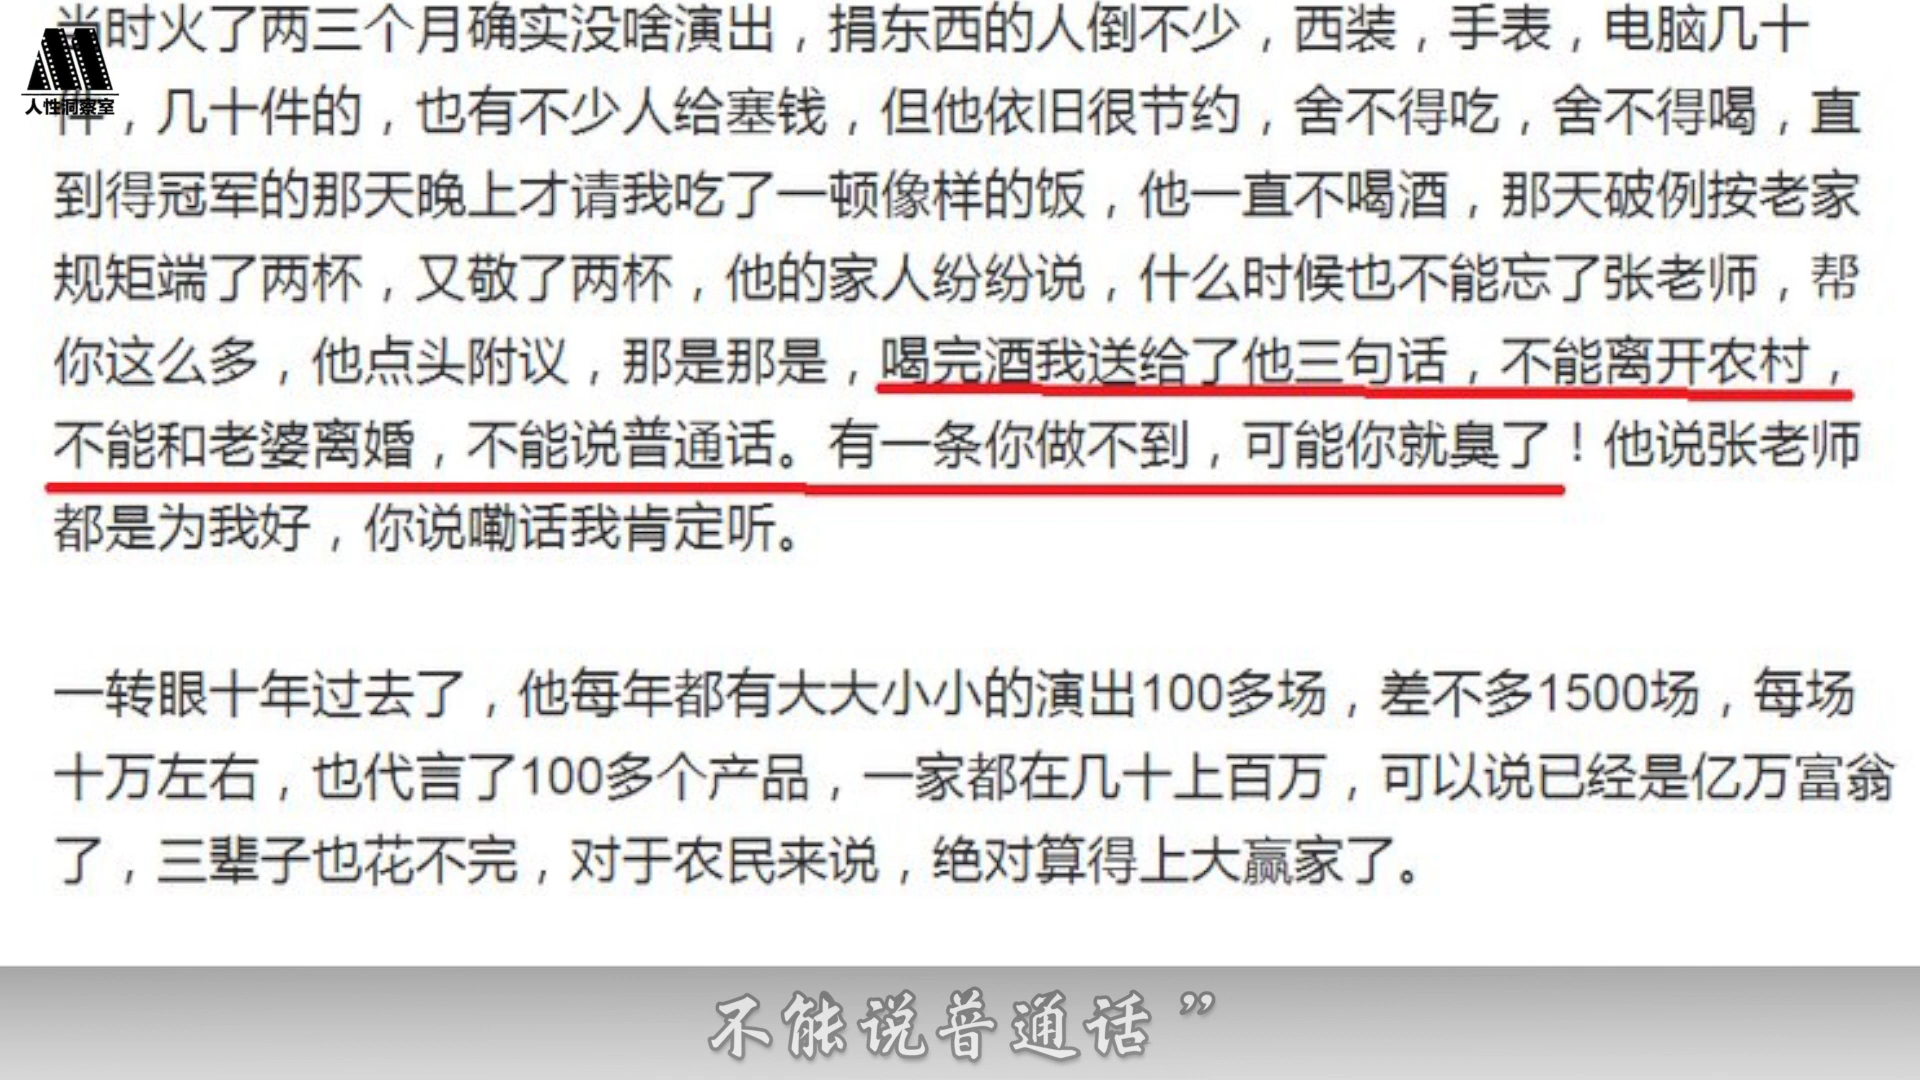 当时火了两三个月确实没啥演出，捐东西的人倒不少，西装，手表，电脑几十
件，几十件的，也有不少人给塞钱，但他依旧很节约，舍不得吃，舍不得喝，直
到得冠军的那天晚上才请我吃了一顿像样的饭，他一直不喝酒，那天破例按老家
规矩端了两杯，又敬了两杯，他的家人纷纷说，什么时候也不能忘了张老师，帮
你这么多，他点头附议，那是那是，喝完酒我送给了他三句话，不能离开农村，
不能和老婆离婚，不能说普通话。有一条你做不到，可能你就臭了！他说张老师
都是为我好，你说嘞话我肯定听。
一转眼十年过去了，他每年都有大大小小的演出100多场，差不多1500场，每场
十万左右，也代言了100多个产品，一家都在几十上百万，可以说已经是亿万富翁
了，三辈子也花不完，对于农民来说，绝对算得上大赢家了。
人性洞察室
不能说普通话”